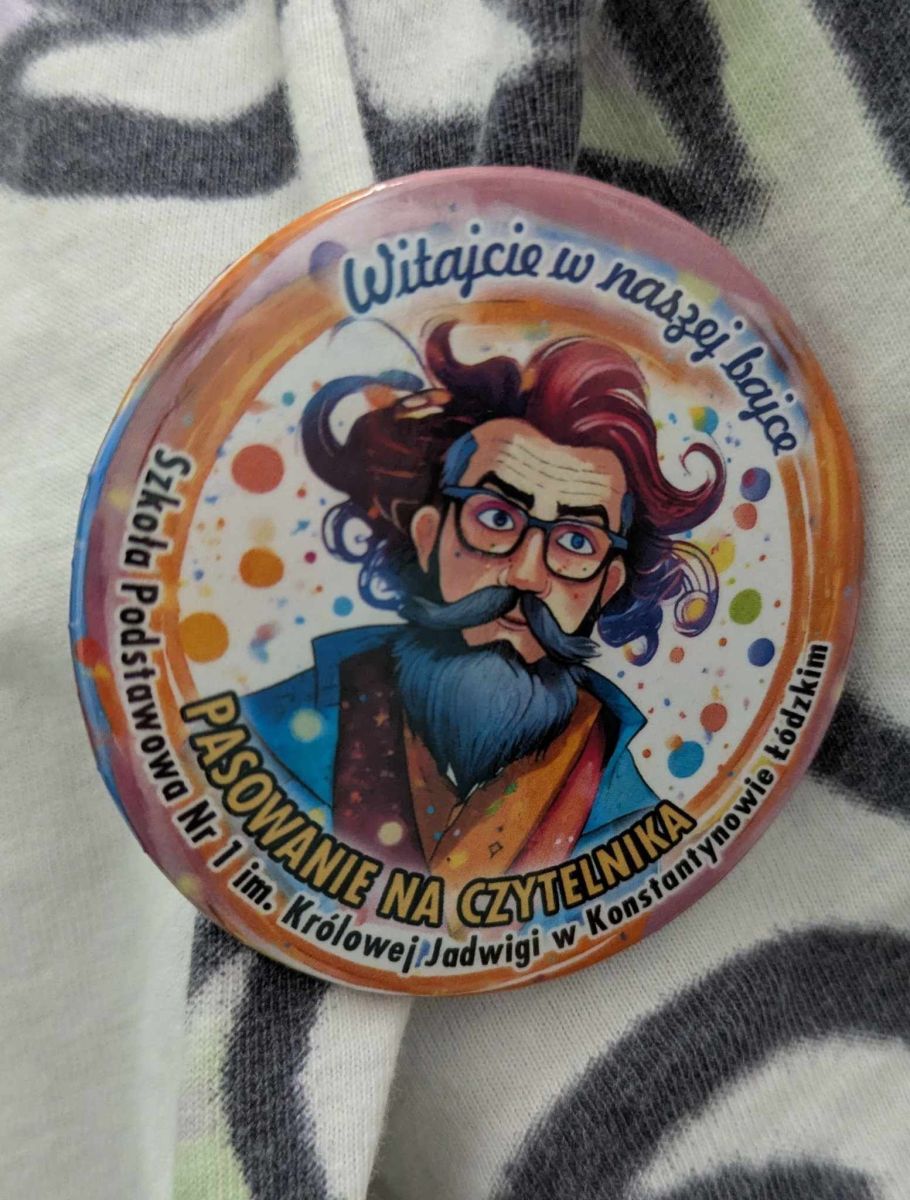 Witajcie w naszej bajce
PASOWANIE NA CZYTELNIKA
Szkoła Podstawowa Nr 1 im. Królowej Jadwigi w Konstantynowie Łódzkim